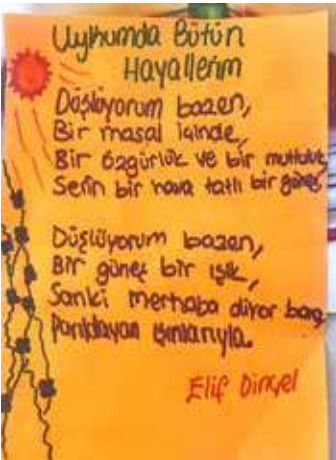 Uykumda Bütün
Hayallerim
Düşlüyorum bazen,
Bir masal içinde,
Bir özgürlük ve bir mutluluk
Serin bir hava tatlı bir güneş,
Düşlüyorum bazen,
Bir güneş bir ışık,
Sanki merhaba diyor bana
Parıldayan ışınlarıyla.
Elif Dinçel